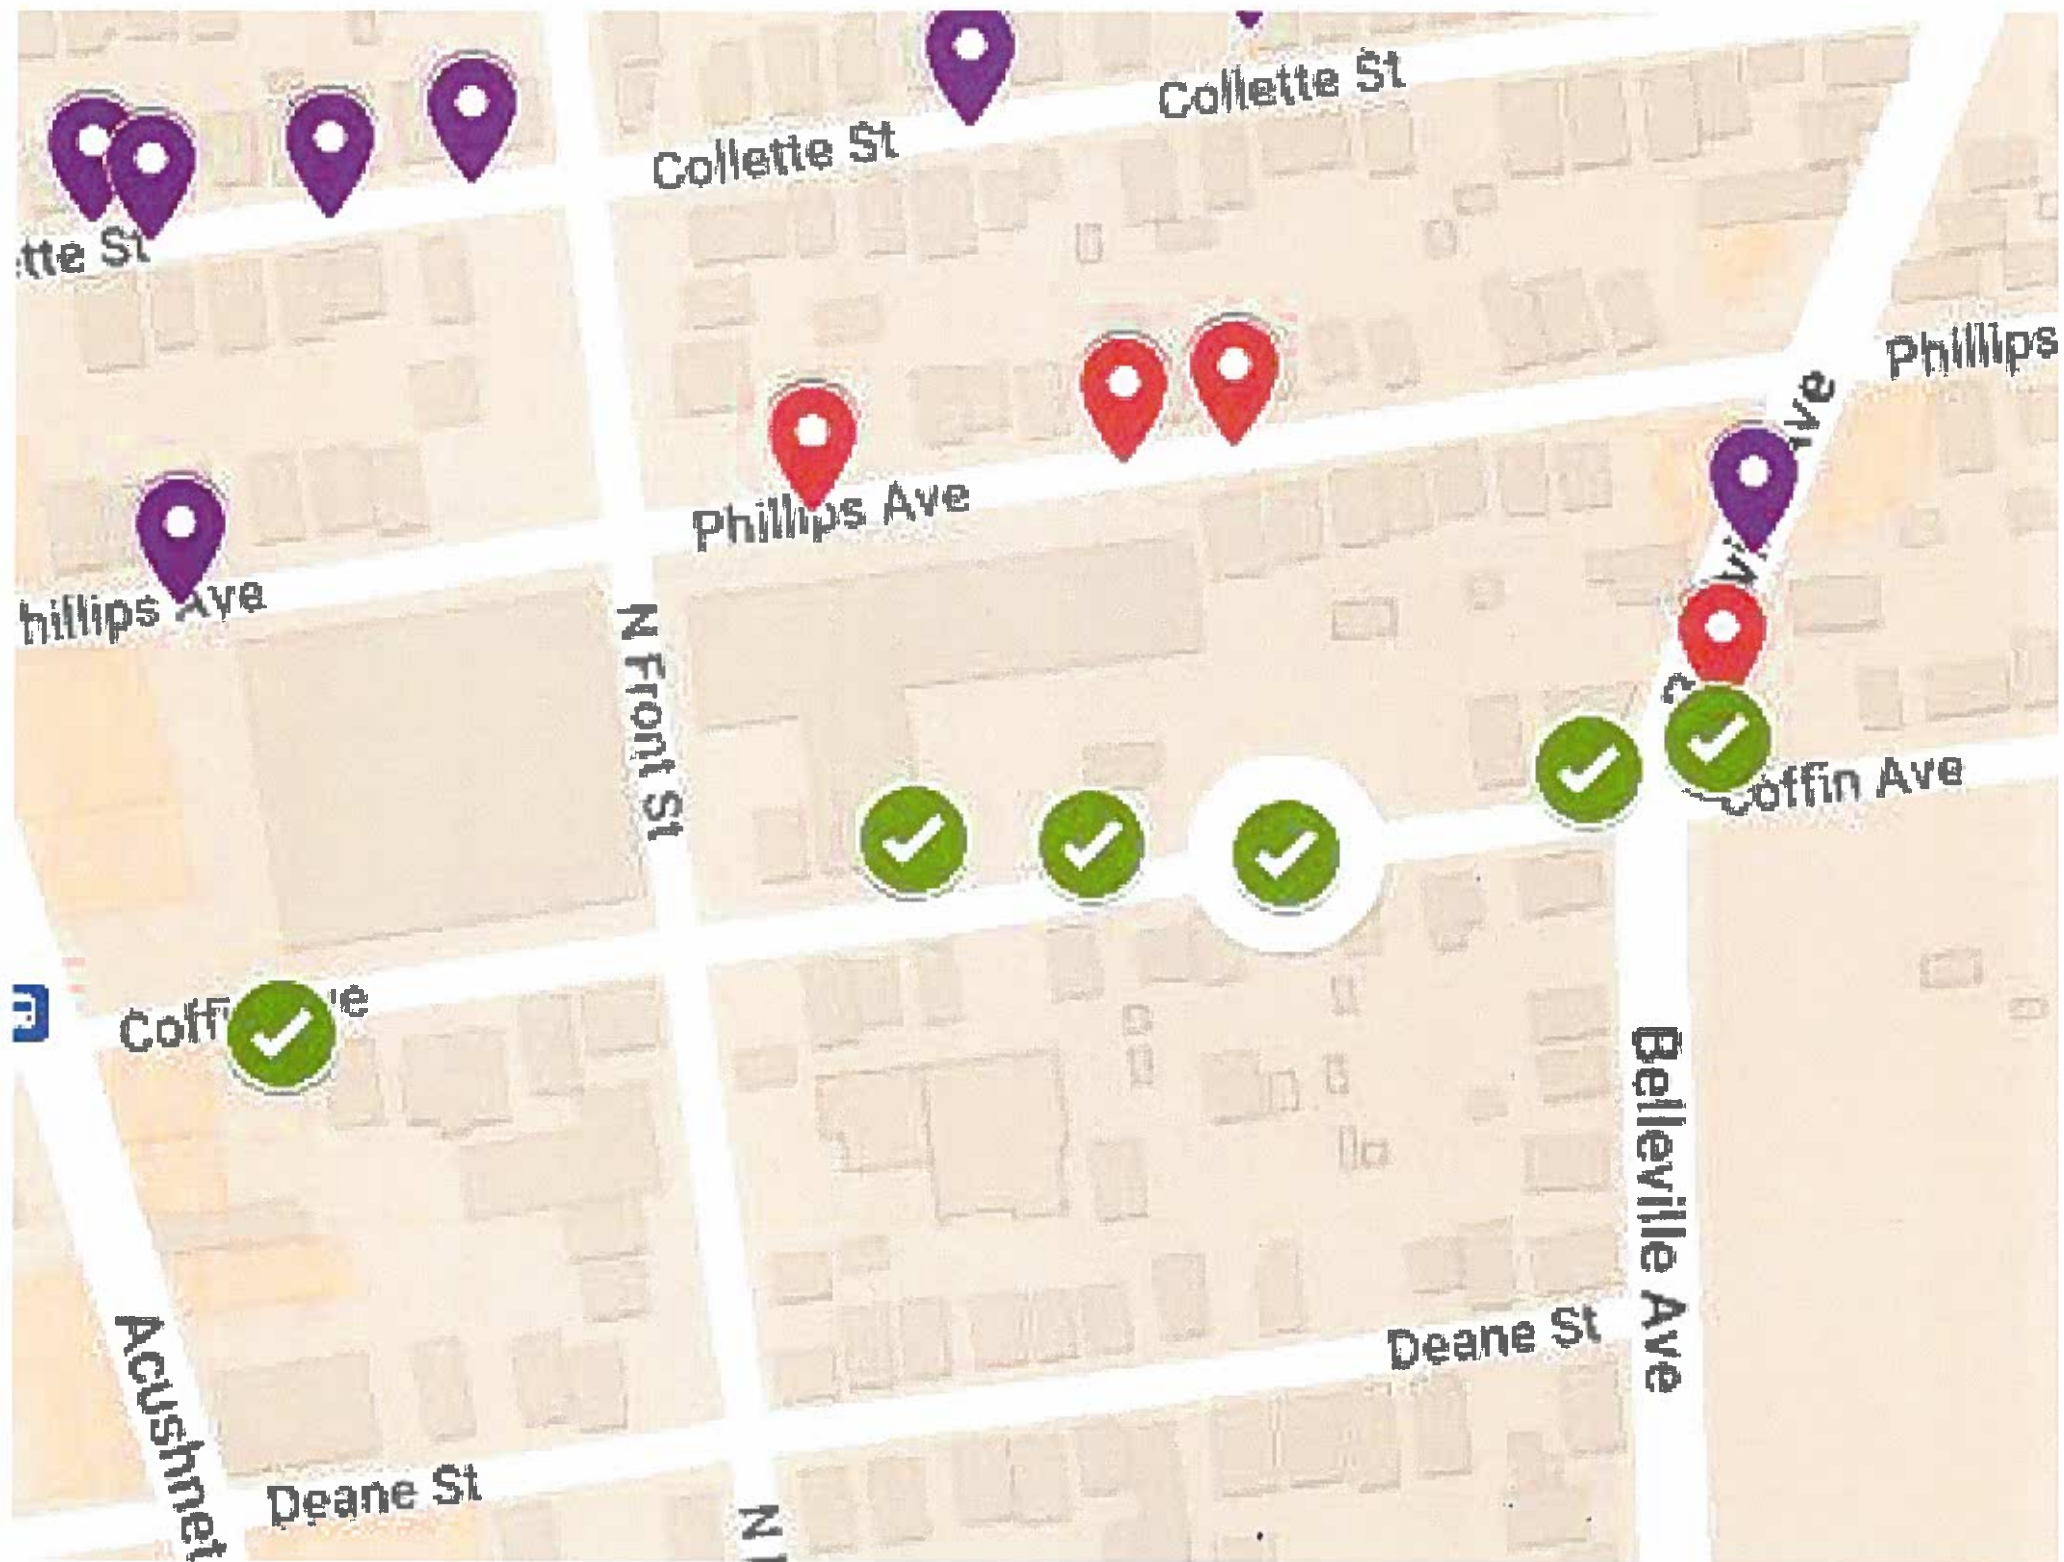 Collette St
Collette St
tte St
Phillips
Phillips Ave
hillips Ave
N Front St
Coffin Ave
Belleville Ave
Deane St
Acushnet
Deane St
N